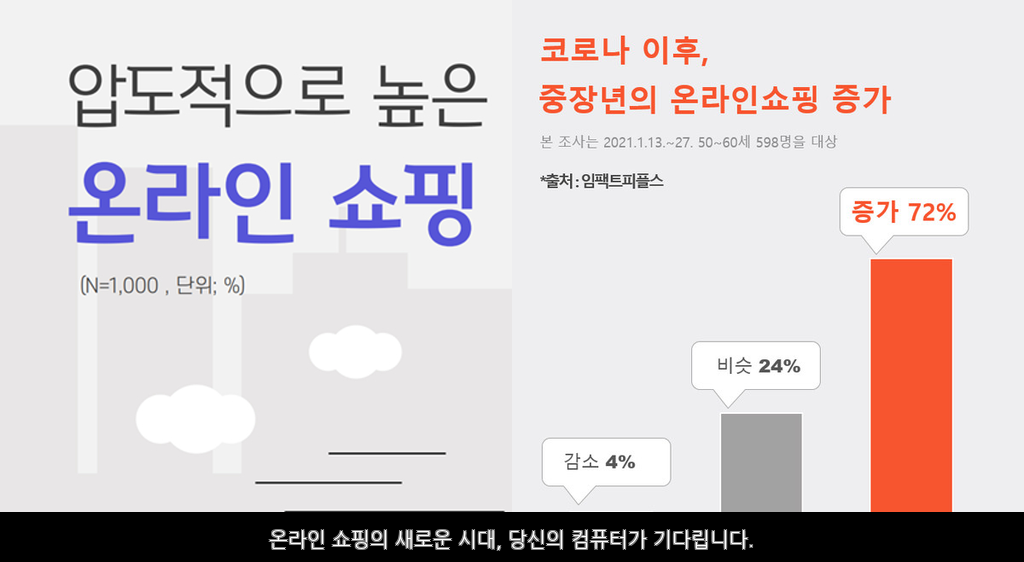 압도적으로 높은
온라인 쇼핑
(N=1,000 , 단위; %)
코로나 이후,
중장년의 온라인쇼핑 증가
본 조사는 2021.1.13.~27. 50~60세 598명을 대상
*출처 : 임팩트피플스
증가 72%
비슷 24%
감소 4%
온라인 쇼핑의 새로운 시대, 당신의 컴퓨터가 기다립니다.